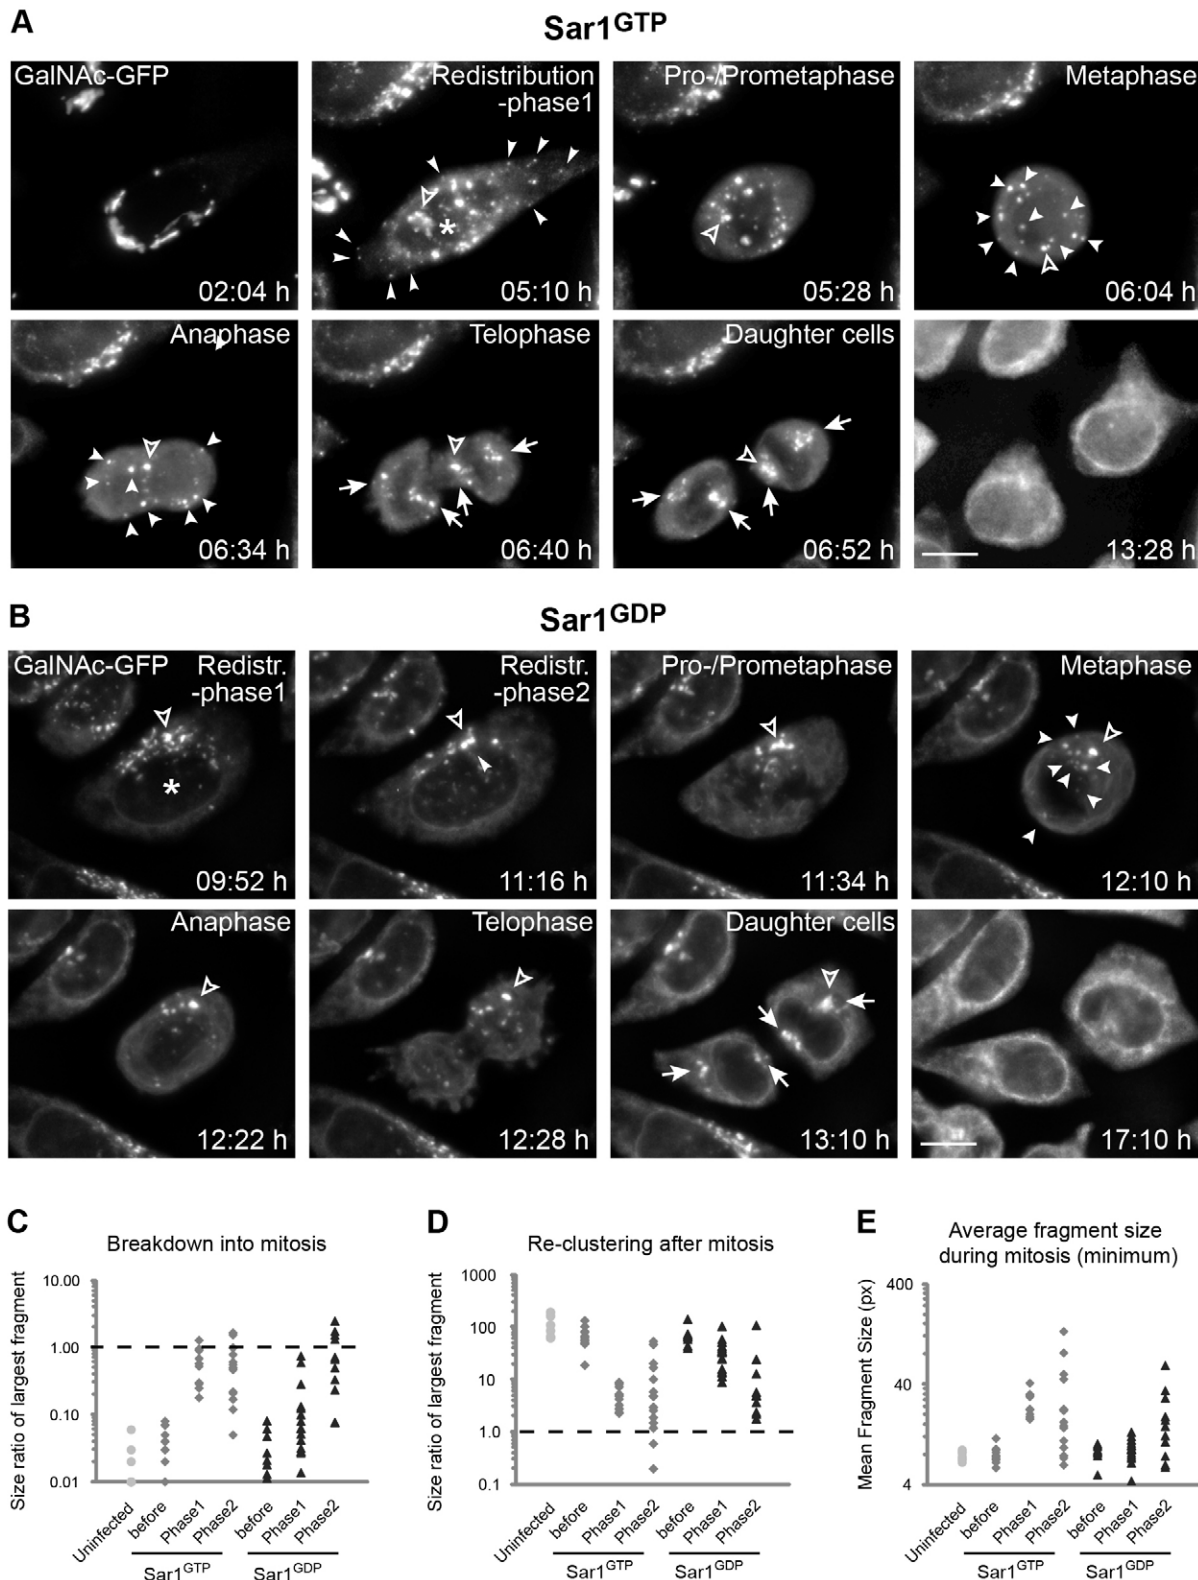 A
Sar1GTP
GalNAc-GFP
Redistribution
-phase1
Pro-/Prometaphase
Metaphase
*
02:04 h
05:10 h
05:28 h
06:04 h
Anaphase
Telophase
Daughter cells
06:34 h
06:40 h
06:52 h
13:28 h
B
Sar1GDP
GalNAc-GFP
Redistr.
-phase1
Redistr.
-phase2
Pro-/Prometaphase
Metaphase
*
09:52 h
11:16 h
11:34 h
12:10 h
Anaphase
Telophase
Daughter cells
12:22 h
12:28 h
13:10 h
17:10 h
C
Breakdown into mitosis
Size ratio of largest fragment
10.00
1.00
0.10
0.01
Uninfected
before
Phase1
Phase2
before
Phase1
Phase2
Sar1GTP
Sar1GDP
D
Re-clustering after mitosis
Size ratio of largest fragment
1000
100
10
1.0
0.1
Uninfected
before
Phase1
Phase2
before
Phase1
Phase2
Sar1GTP
Sar1GDP
E
Average fragment size
during mitosis (minimum)
Mean Fragment Size (px)
400
40
4
Uninfected
before
Phase1
Phase2
before
Phase1
Phase2
Sar1GTP
Sar1GDP